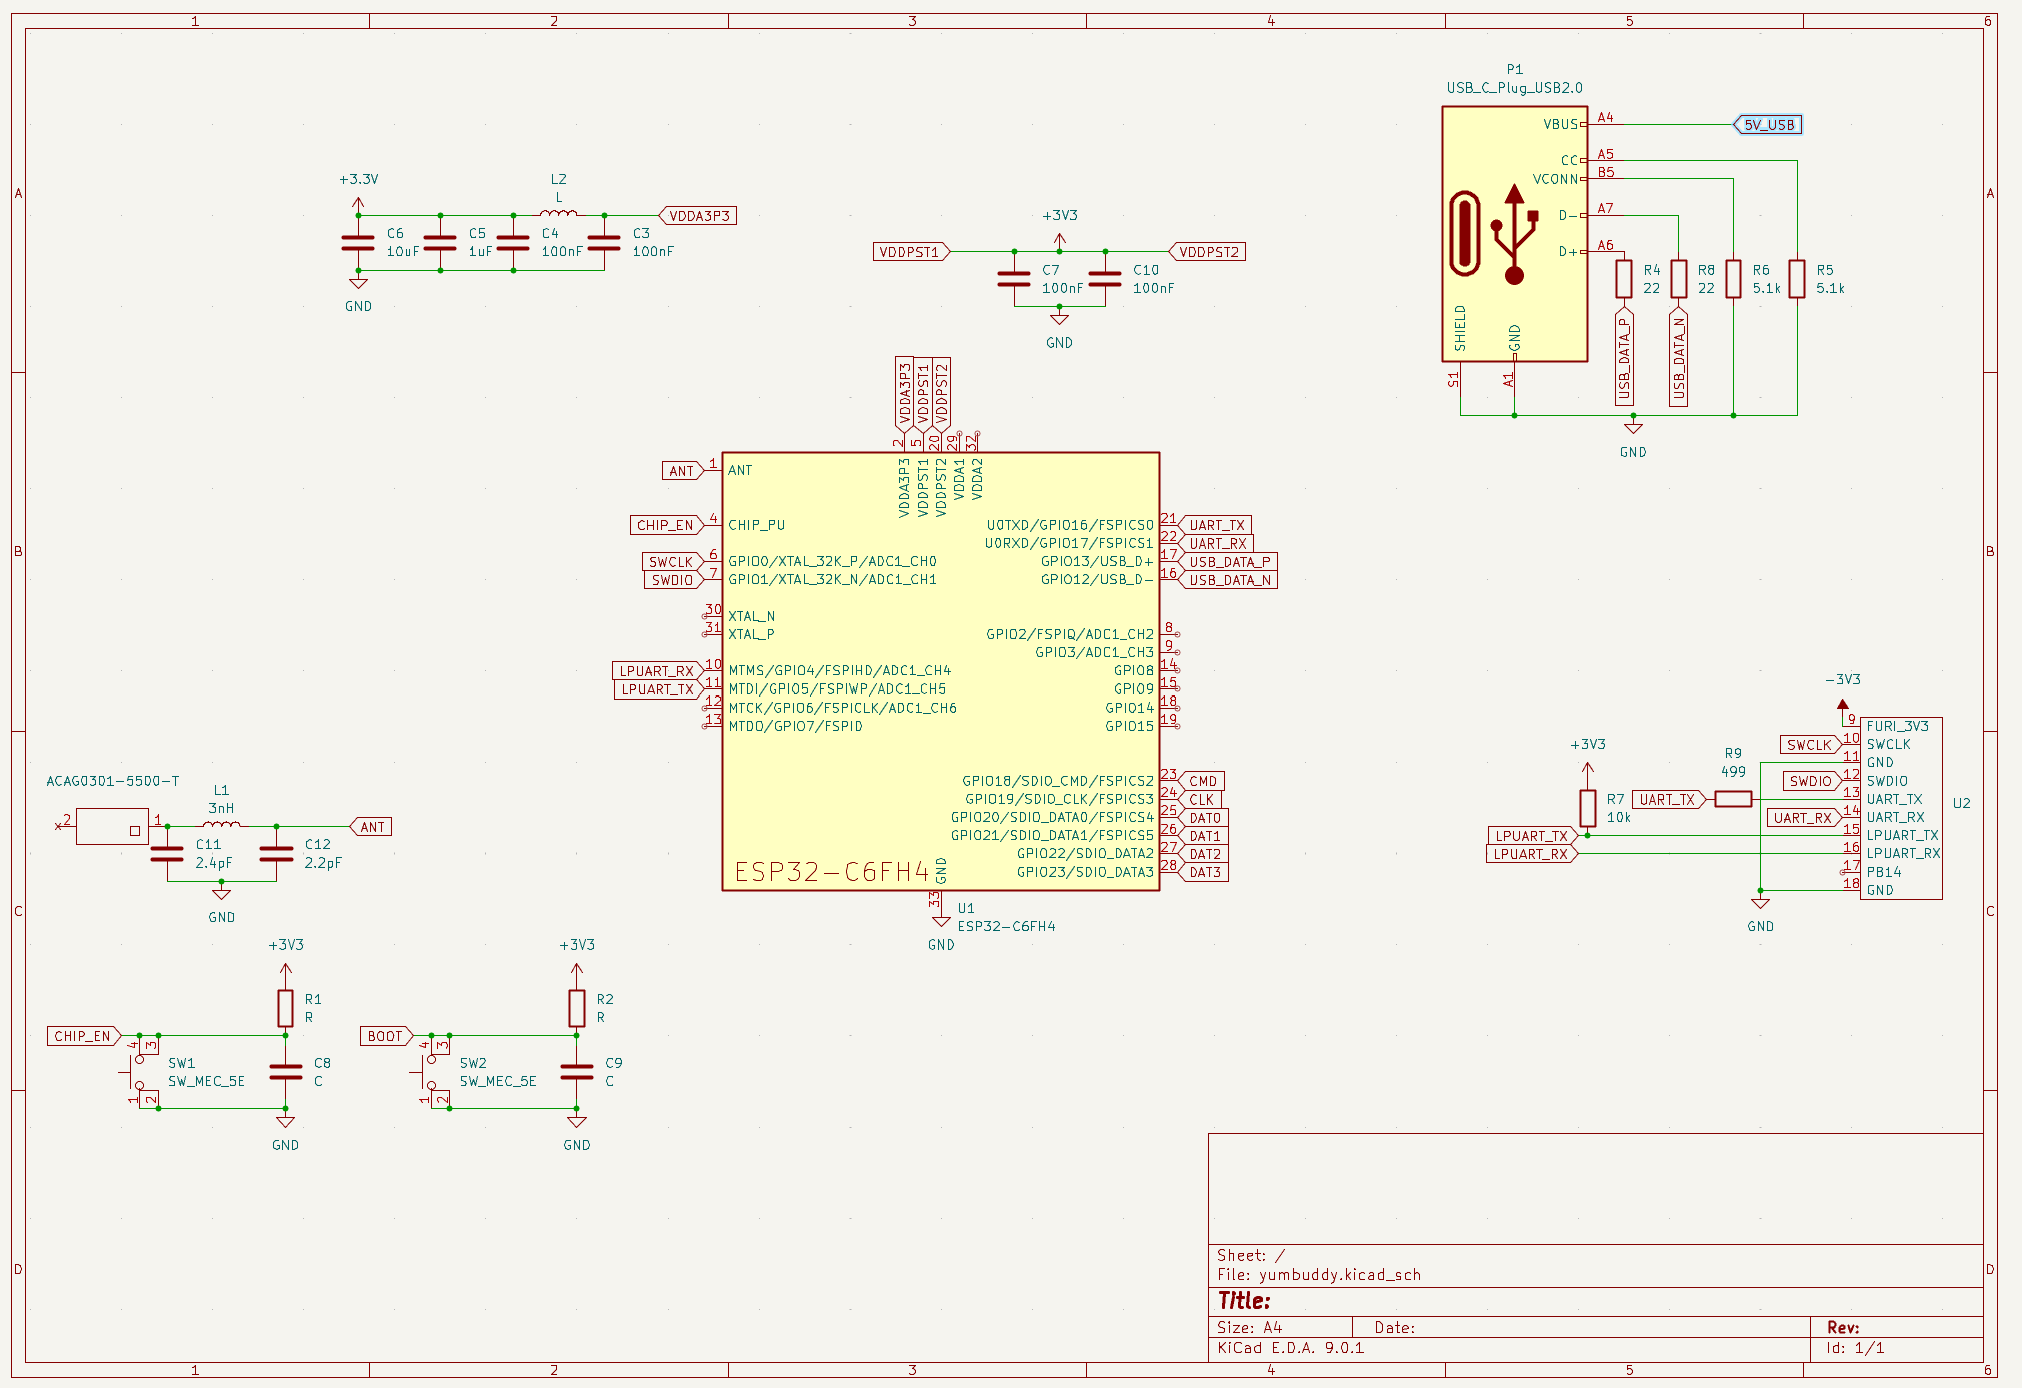 1 2 3 4 5 6
A
B
C
D
A
B
C
D
1 2 3 4 5 6
+3.3V
C6
10uF
C5
1uF
C4
100nF
L2
L
C3
100nF
VDDA3P3
GND
VDDPST1
+3V3
VDDPST2
C7
100nF
C10
100nF
GND
P1
USB_C_Plug_USB2.0
VBUS A4
5V_USB
CC A5
VCONN B5
D- A7
D+ A6
SHIELD
GND
S1
A1
R4
22
R8
22
R6
5.1k
R5
5.1k
USB_DATA_P
USB_DATA_N
GND
VDDA3P3
VDDPST1
VDDPST2
2 5 20 29 32
VDDA3P3
VDDPST1
VDDPST2
VDDA1
VDDA2
ANT 1 ANT
CHIP_EN 4 CHIP_PU
SWCLK 6 GPIO0/XTAL_32K_P/ADC1_CH0
SWDIO 7 GPIO1/XTAL_32K_N/ADC1_CH1
30 XTAL_N
31 XTAL_P
LPUART_RX 10 MTMS/GPIO4/FSPIHD/ADC1_CH4
LPUART_TX 11 MTDI/GPIO5/FSPIWP/ADC1_CH5
12 MTCK/GPIO6/FSPICLK/ADC1_CH6
13 MTDO/GPIO7/FSPID
U0TXD/GPIO16/FSPICS0 21 UART_TX
U0RXD/GPIO17/FSPICS1 22 UART_RX
GPIO13/USB_D+ 17 USB_DATA_P
GPIO12/USB_D- 16 USB_DATA_N
GPIO2/FSPIQ/ADC1_CH2 8
GPIO3/ADC1_CH3 9
GPIO8 14
GPIO9 15
GPIO14 18
GPIO15 19
GPIO18/SDIO_CMD/FSPICS2 23 CMD
GPIO19/SDIO_CLK/FSPICS3 24 CLK
GPIO20/SDIO_DATA0/FSPICS4 25 DAT0
GPIO21/SDIO_DATA1/FSPICS5 26 DAT1
GPIO22/SDIO_DATA2 27 DAT2
GPIO23/SDIO_DATA3 28 DAT3
ESP32-C6FH4
GND
33
U1
ESP32-C6FH4
GND
-3V3
9 FURI_3V3
SWCLK 10 SWCLK
11 GND
SWDIO 12 SWDIO
13 UART_TX
UART_RX 14 UART_RX
15 LPUART_TX
16 LPUART_RX
17 PB14
18 GND
U2
+3V3
R7
10k
R9
499
UART_TX
LPUART_TX
LPUART_RX
GND
ACAG0301-5500-T
2 1
L1
3nH
ANT
C11
2.4pF
C12
2.2pF
GND
+3V3
R1
R
CHIP_EN
4 3
SW1
SW_MEC_5E
1 2
C8
C
GND
+3V3
R2
R
BOOT
4 3
SW2
SW_MEC_5E
1 2
C9
C
GND
Sheet: /
File: yumbuddy.kicad_sch
Title:
Size: A4 Date: Rev:
KiCad E.D.A. 9.0.1 Id: 1/1